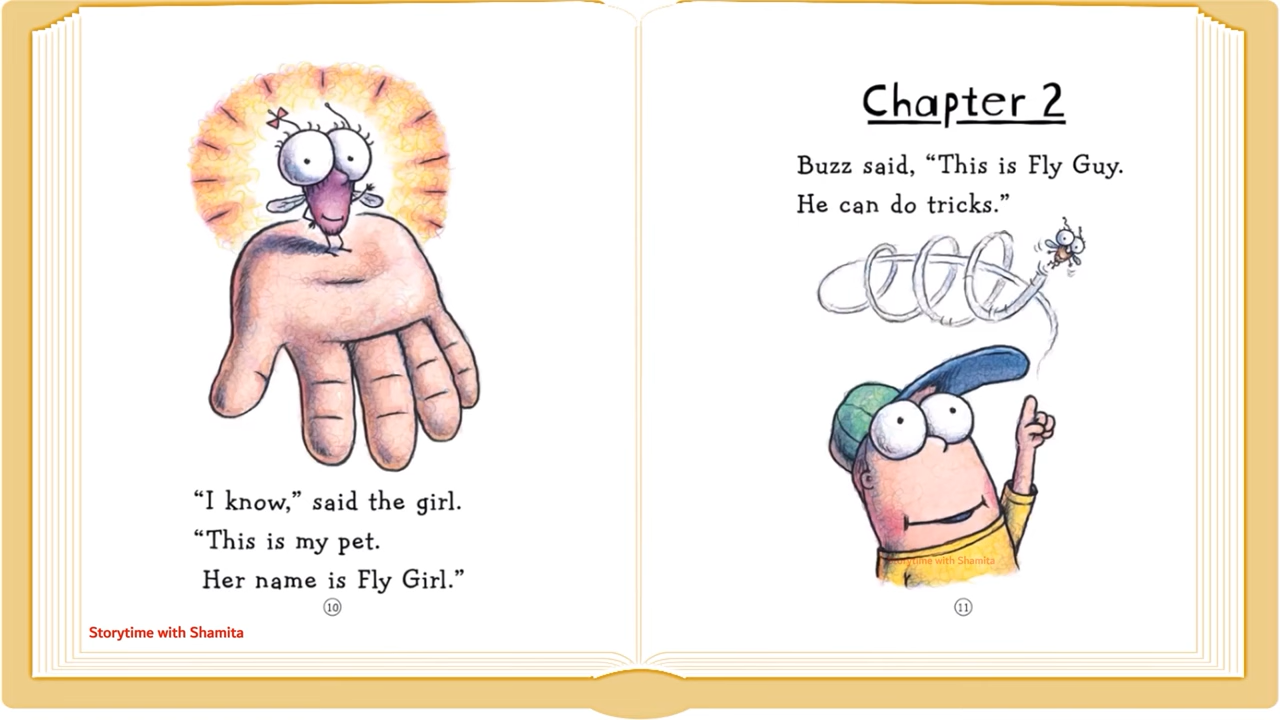 “I know,” said the girl.
“This is my pet.
Her name is Fly Girl.”
10
Storytime with Shamita
Chapter 2
Buzz said, “This is Fly Guy.
He can do tricks.”
Storytime with Shamita
11